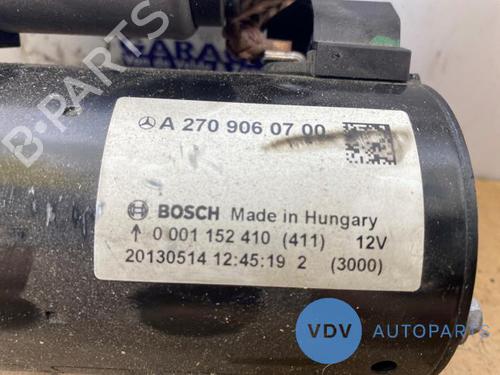 GARAGE
B-PARTS
A 270 906 07 00
BOSCH Made in Hungary
↑ 0 001 152 410 (411) 12V
20130514 12:45:19 2 (3000)
VDV AUTOPARTS